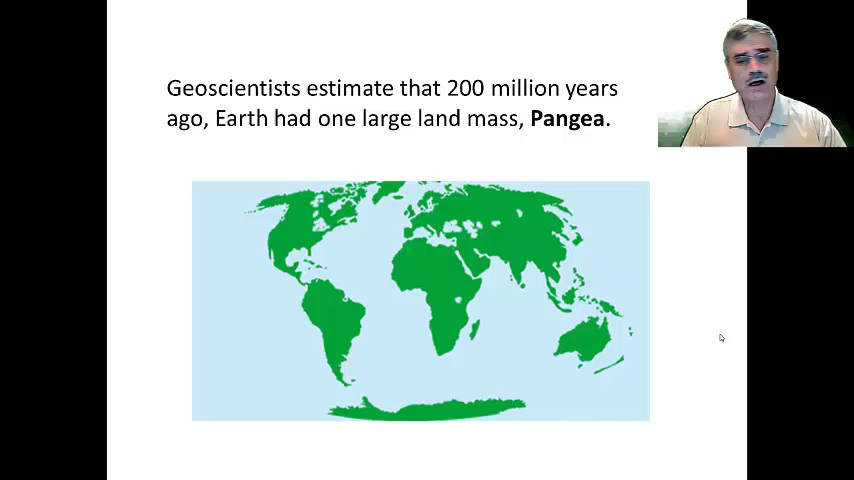 Geoscientists estimate that 200 million years
ago, Earth had one large land mass, Pangea.